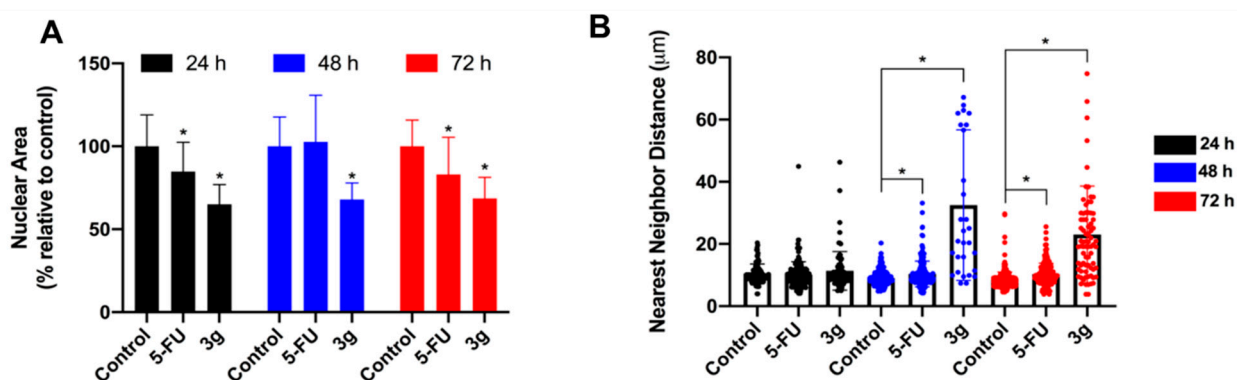 A
24 h
48 h
72 h
Nuclear Area
(% relative to control)
150
100
50
0
*
*
*
*
*
Control
5-FU
3g
Control
5-FU
3g
Control
5-FU
3g
B
Nearest Neighbor Distance (μm)
80
60
40
20
0
*
*
*
*
Control
5-FU
3g
Control
5-FU
3g
Control
5-FU
3g
24 h
48 h
72 h